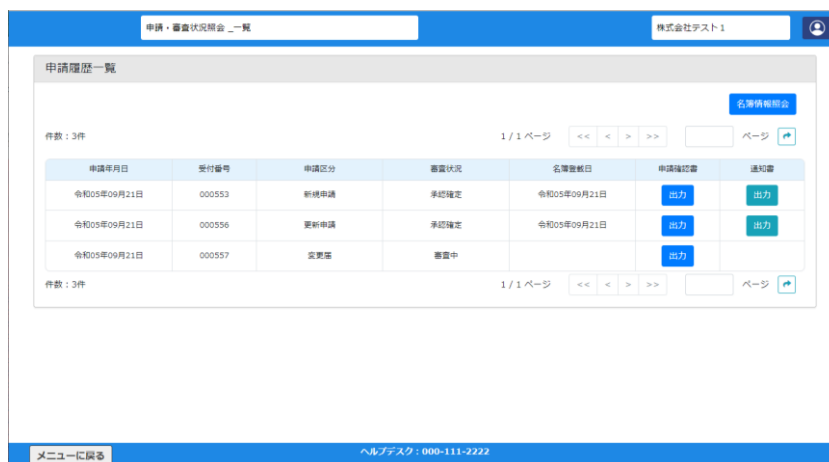 申請・審査状況照会 _一覧 株式会社テスト1
申請履歴一覧
名簿情報照会
件数：3件 1 / 1 ページ << < > >> ページ
申請年月日 受付番号 申請区分 審査状況 名簿登載日 申請確認書 通知書
令和05年09月21日 000553 新規申請 承認確定 令和05年09月21日 出力 出力
令和05年09月21日 000556 更新申請 承認確定 令和05年09月21日 出力 出力
令和05年09月21日 000557 変更届 審査中 出力
件数：3件 1 / 1 ページ << < > >> ページ
メニューに戻る ヘルプデスク：000-111-2222